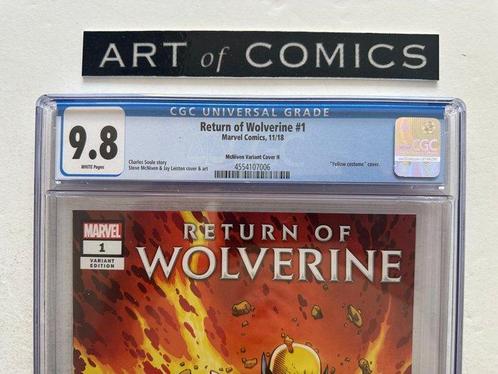 ART of COMICS
CGC UNIVERSAL GRADE
9.8
WHITE Pages
Return of Wolverine #1
Marvel Comics, 11/18
McNiven Variant Cover H
Charles Soule story
Steve McNiven & Jay Leisten cover & art
"Yellow costume" cover.
4554107006
CGC
MARVEL
1
VARIANT
EDITION
RETURN OF
WOLVERINE